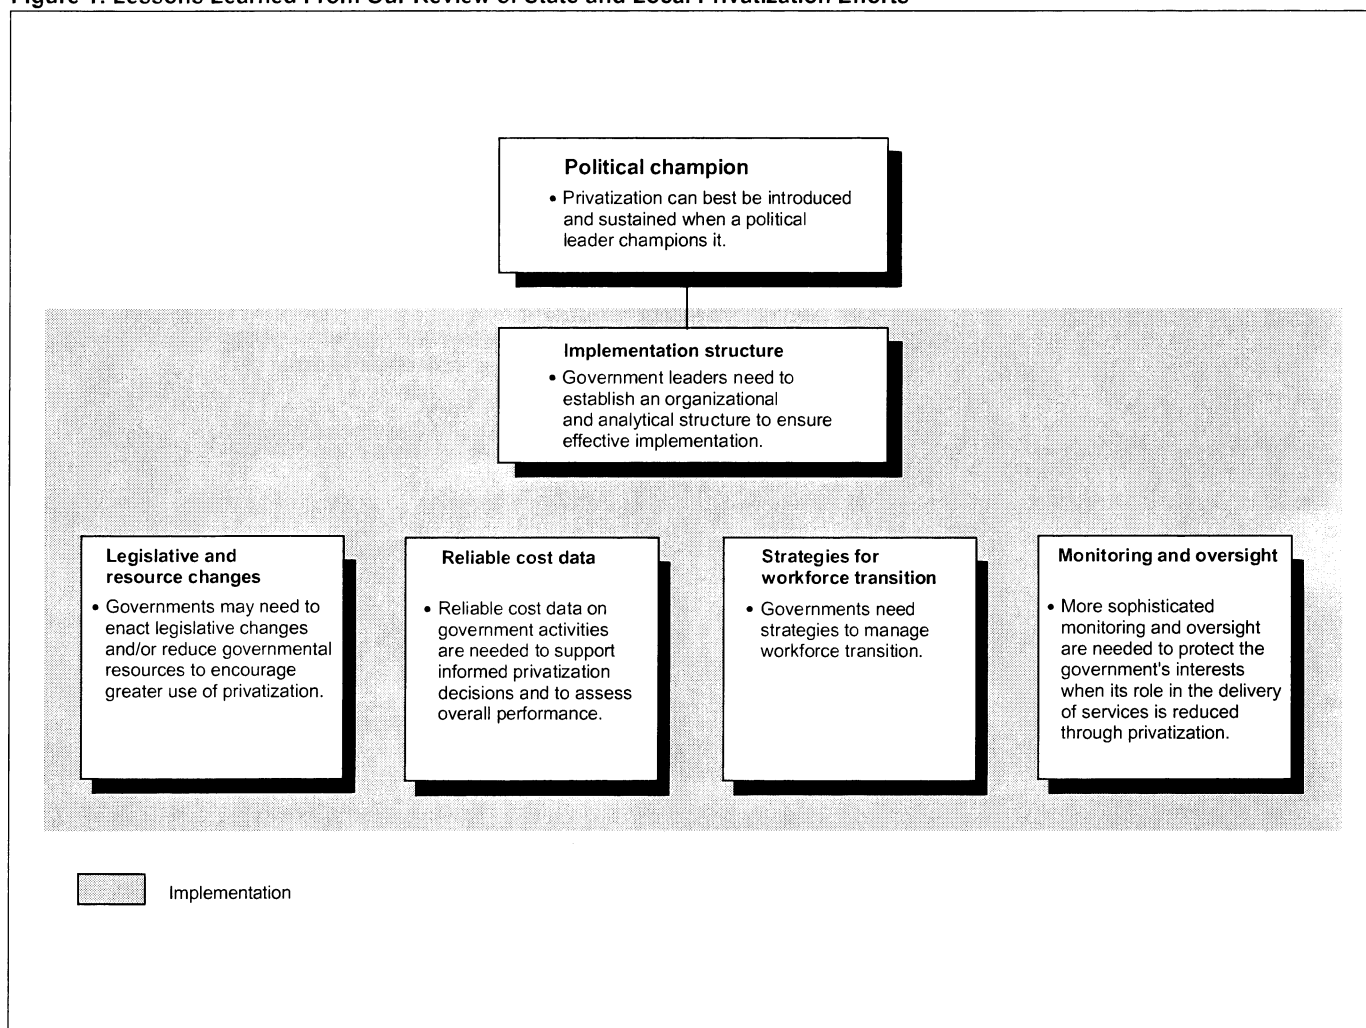 Figure 1: Lessons Learned From Our Review of State and Local Privatization Efforts
Political champion
• Privatization can best be introduced
and sustained when a political
leader champions it.
Implementation structure
• Government leaders need to
establish an organizational
and analytical structure to ensure
effective implementation.
Legislative and
resource changes
• Governments may need to
enact legislative changes
and/or reduce governmental
resources to encourage
greater use of privatization.
Reliable cost data
• Reliable cost data on
government activities
are needed to support
informed privatization
decisions and to assess
overall performance.
Strategies for
workforce transition
• Governments need
strategies to manage
workforce transition.
Monitoring and oversight
• More sophisticated
monitoring and oversight
are needed to protect the
government's interests
when its role in the delivery
of services is reduced
through privatization.
Implementation